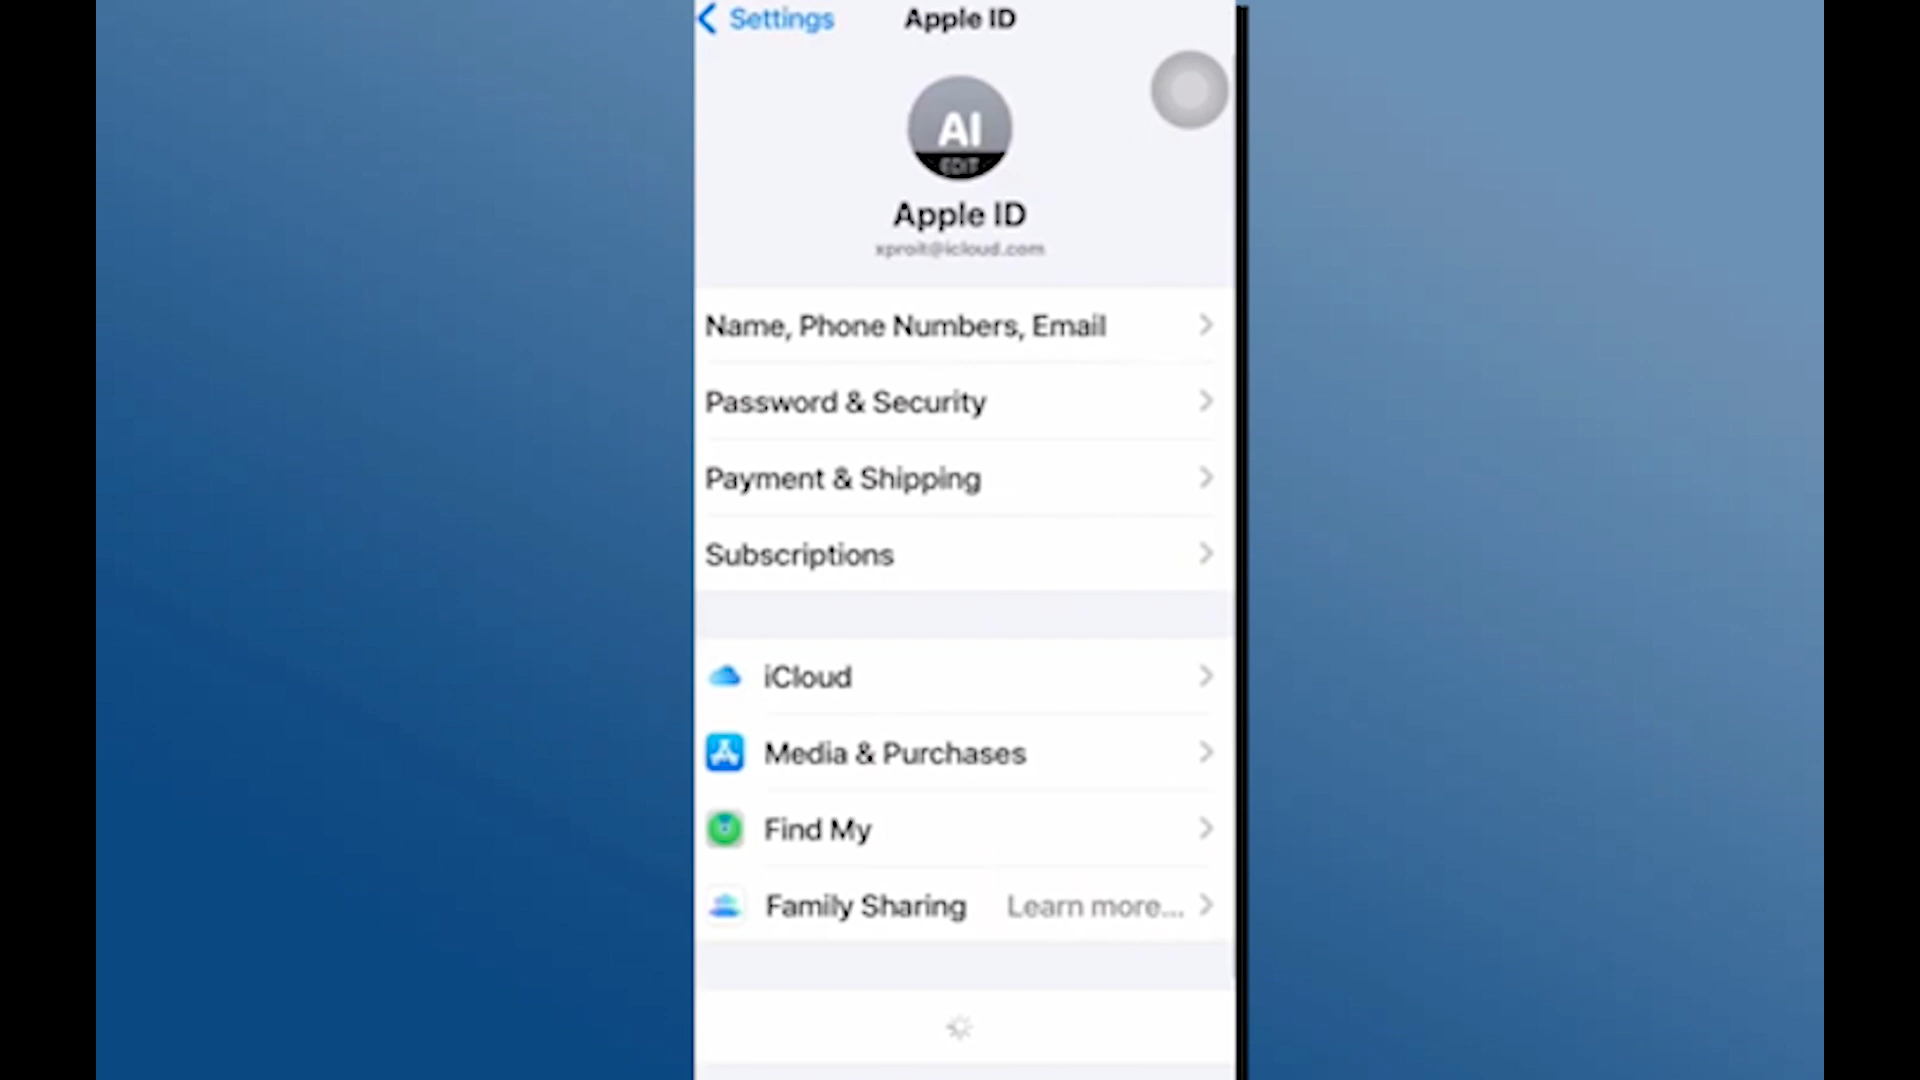 Settings
Apple ID
AI
EDIT
Apple ID
xproit@icloud.com
Name, Phone Numbers, Email
Password & Security
Payment & Shipping
Subscriptions
iCloud
Media & Purchases
Find My
Family Sharing Learn more...